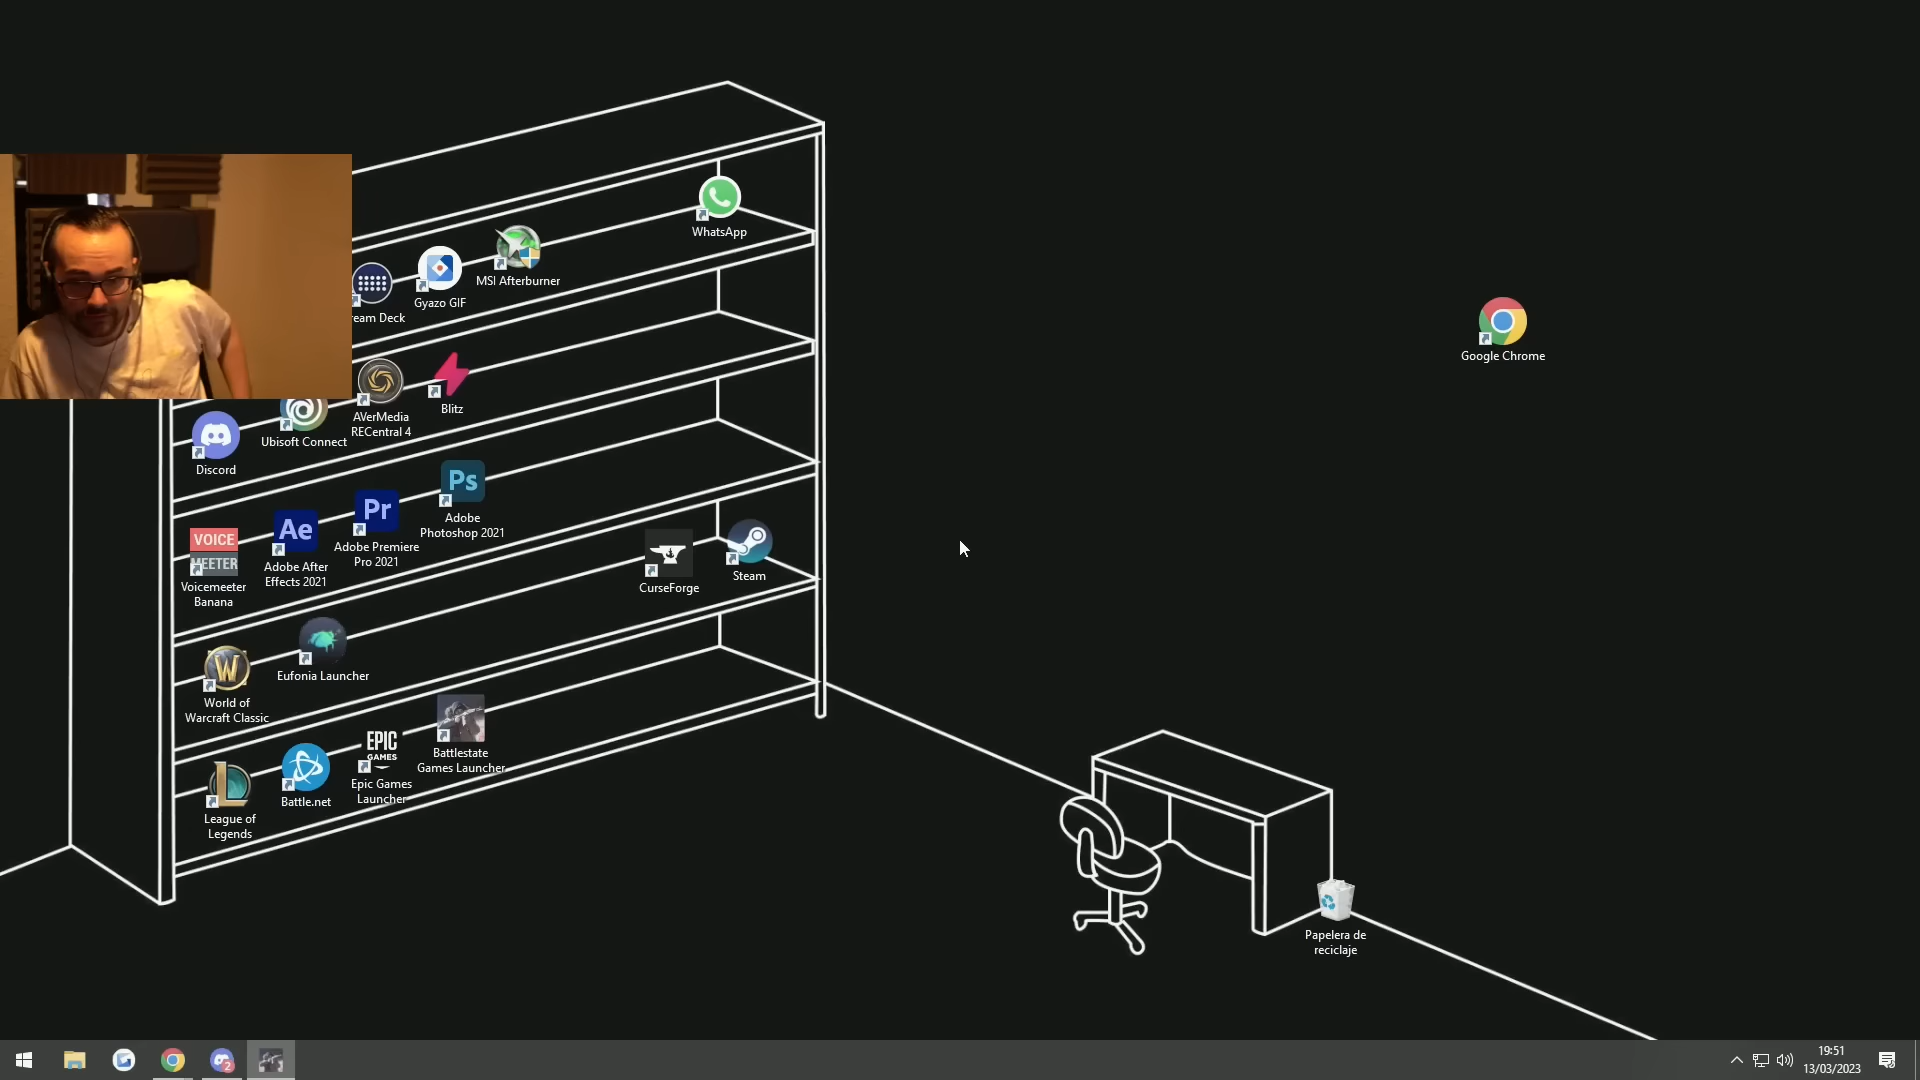 WhatsApp
MSI Afterburner
Gyazo GIF
ream Deck
Google Chrome
Blitz
AVerMedia
RECentral 4
Ubisoft Connect
Discord
Ps
Adobe
Photoshop 2021
Pr
Adobe Premiere
Pro 2021
Ae
Adobe After
Effects 2021
VOICE
MEETER
Voicemeeter
Banana
CurseForge
Steam
Eufonia Launcher
W
World of
Warcraft Classic
Battlestate
Games Launcher
EPIC
GAMES
Epic Games
Launcher
Battle.net
L
League of
Legends
Papelera de
reciclaje
2
19:51
13/03/2023